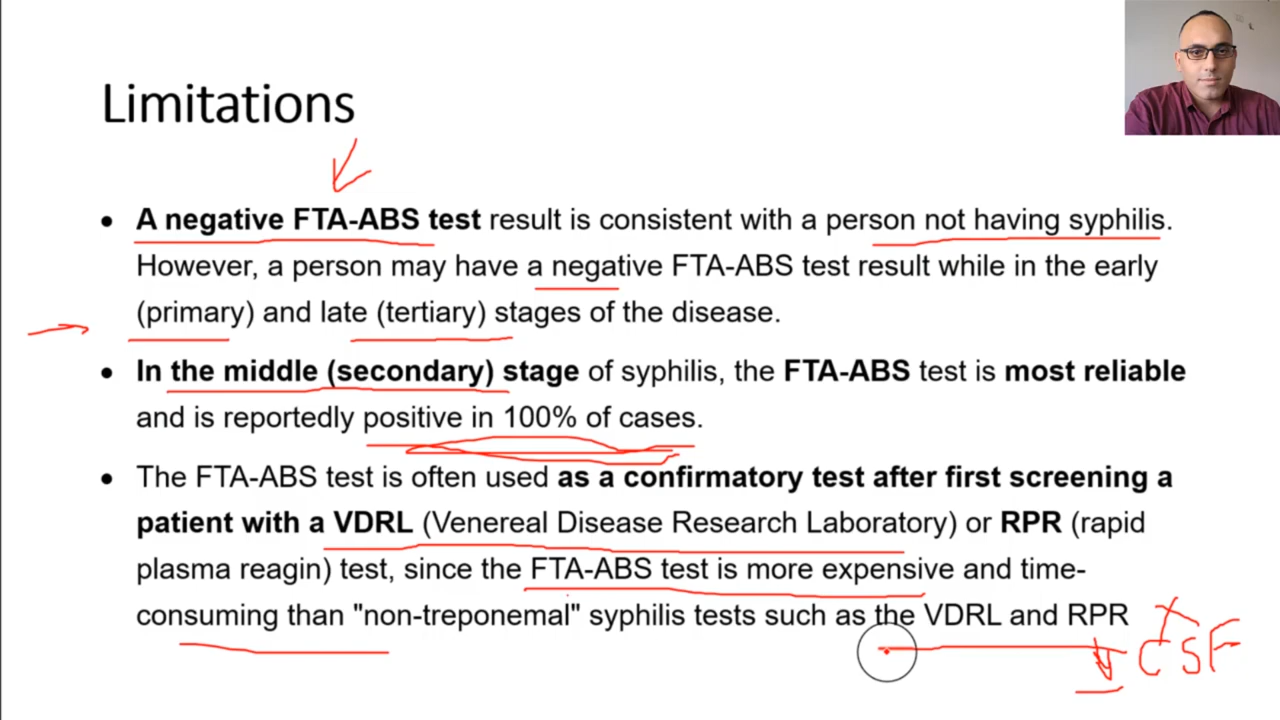 Limitations
• A negative FTA-ABS test result is consistent with a person not having syphilis.
However, a person may have a negative FTA-ABS test result while in the early
(primary) and late (tertiary) stages of the disease.
• In the middle (secondary) stage of syphilis, the FTA-ABS test is most reliable
and is reportedly positive in 100% of cases.
• The FTA-ABS test is often used as a confirmatory test after first screening a
patient with a VDRL (Venereal Disease Research Laboratory) or RPR (rapid
plasma reagin) test, since the FTA-ABS test is more expensive and time-
consuming than "non-treponemal" syphilis tests such as the VDRL and RPR
CSF